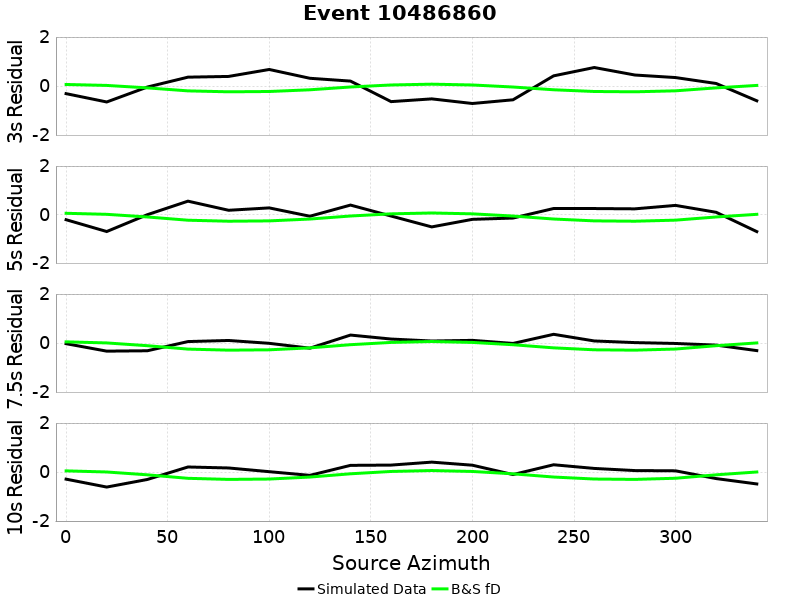 Event 10486860
3s Residual
2
0
-2
5s Residual
2
0
-2
7.5s Residual
2
0
-2
10s Residual
2
0
-2
0 50 100 150 200 250 300
Source Azimuth
Simulated Data B&S fD